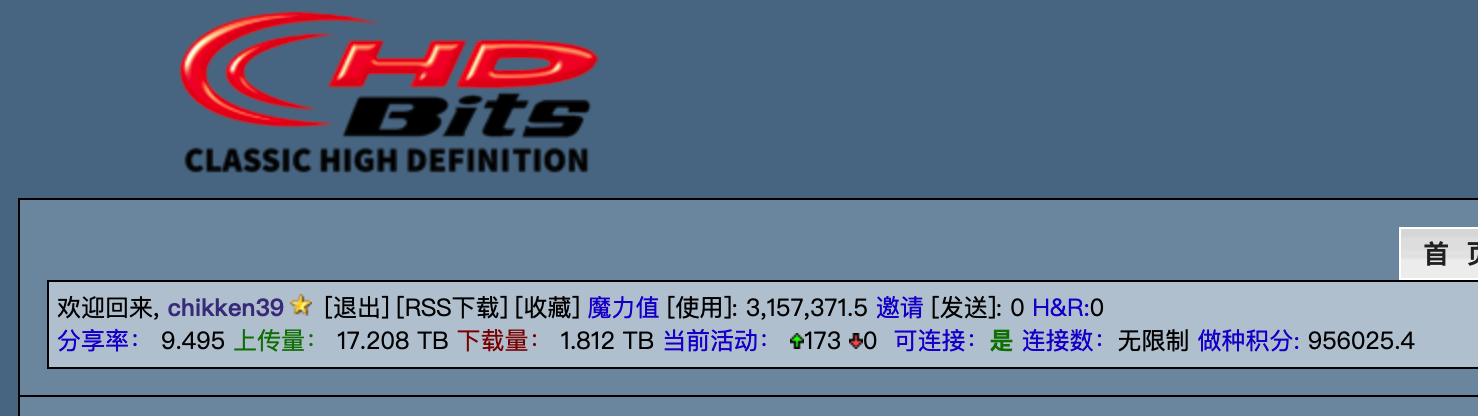 CHD
Bits
CLASSIC HIGH DEFINITION
首
欢迎回来, chikken39 [退出] [RSS下载] [收藏] 魔力值 [使用]: 3,157,371.5 邀请 [发送]: 0 H&R:0
分享率： 9.495 上传量： 17.208 TB 下载量： 1.812 TB 当前活动： 173 0 可连接：是 连接数：无限制 做种积分: 956025.4